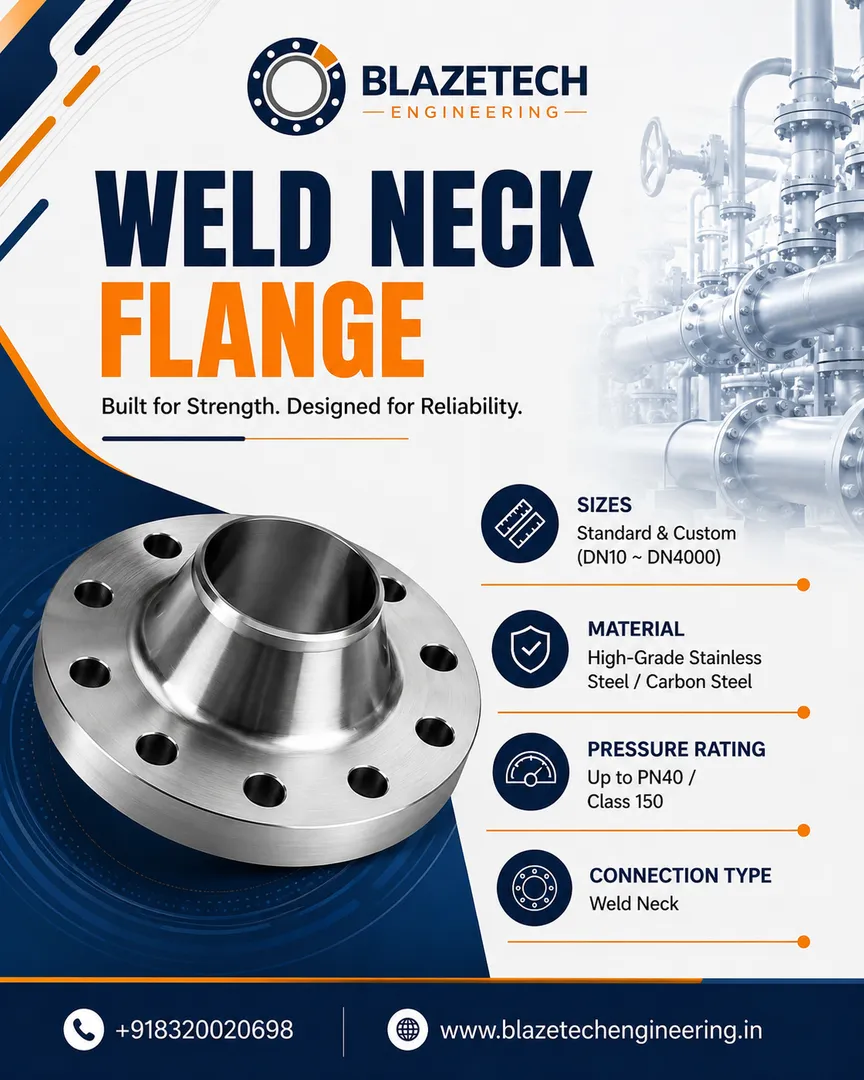 BLAZETECH
ENGINEERING
WELD NECK
FLANGE
Built for Strength. Designed for Reliability.
SIZES
Standard & Custom
(DN10 ~ DN4000)
MATERIAL
High-Grade Stainless
Steel / Carbon Steel
PRESSURE RATING
Up to PN40 /
Class 150
CONNECTION TYPE
Weld Neck
+918320020698
www.blazetechengineering.in